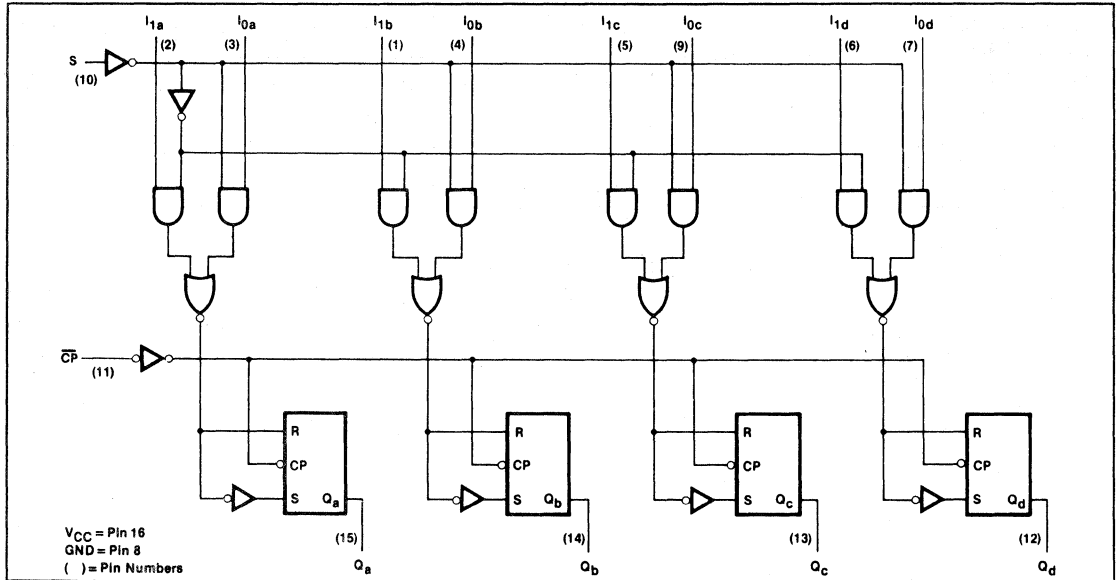 I1a I0a I1b I0b I1c I0c I1d I0d
(2) (3) (1) (4) (5) (9) (6) (7)
S
(10)
CP
(11)
R R R R
CP CP CP CP
S Qa S Qb S Qc S Qd
VCC = Pin 16
GND = Pin 8
( ) = Pin Numbers
(15) (14) (13) (12)
Qa Qb Qc Qd